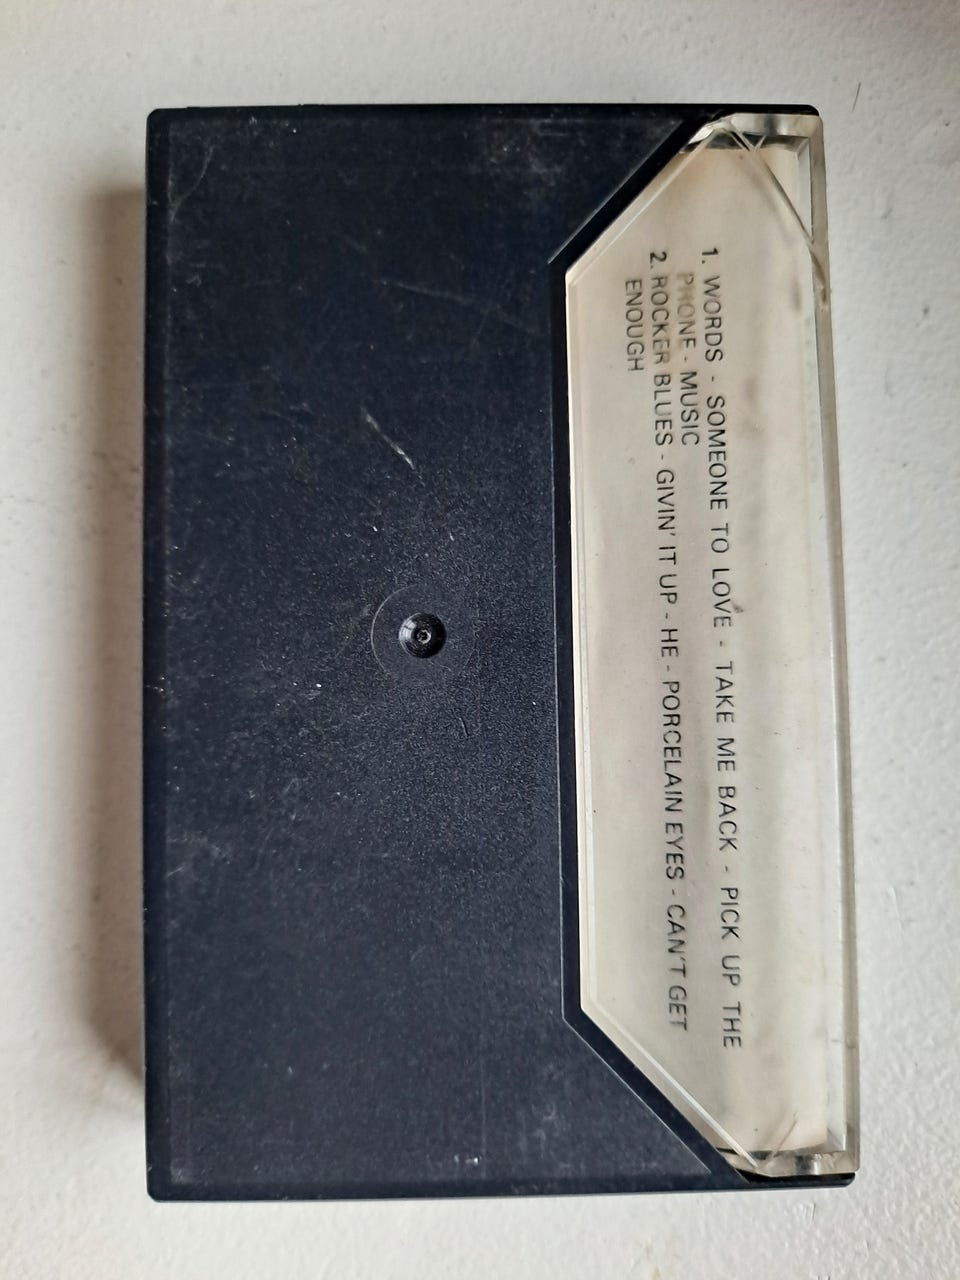 1. WORDS - SOMEONE TO LOVE - TAKE ME BACK - PICK UP THE
PHONE - MUSIC
2. ROCKER BLUES - GIVIN' IT UP - HE - PORCELAIN EYES - CAN'T GET
ENOUGH